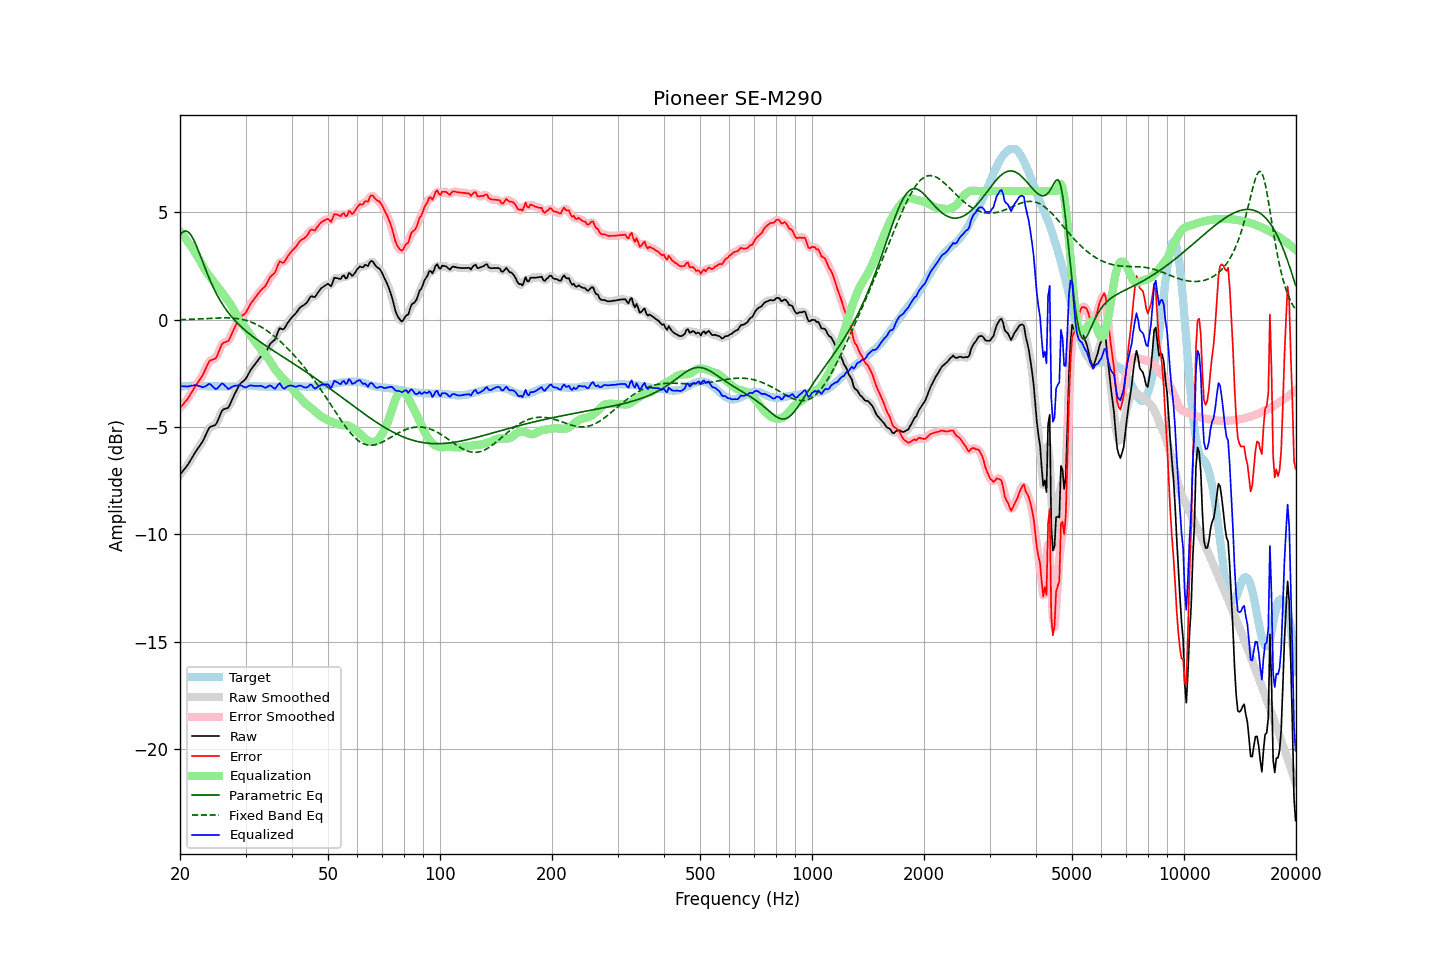 Pioneer SE-M290
Amplitude (dBr)
5
0
−5
−10
−15
−20
Target
Raw Smoothed
Error Smoothed
Raw
Error
Equalization
Parametric Eq
Fixed Band Eq
Equalized
20 50 100 200 500 1000 2000 5000 10000 20000
Frequency (Hz)